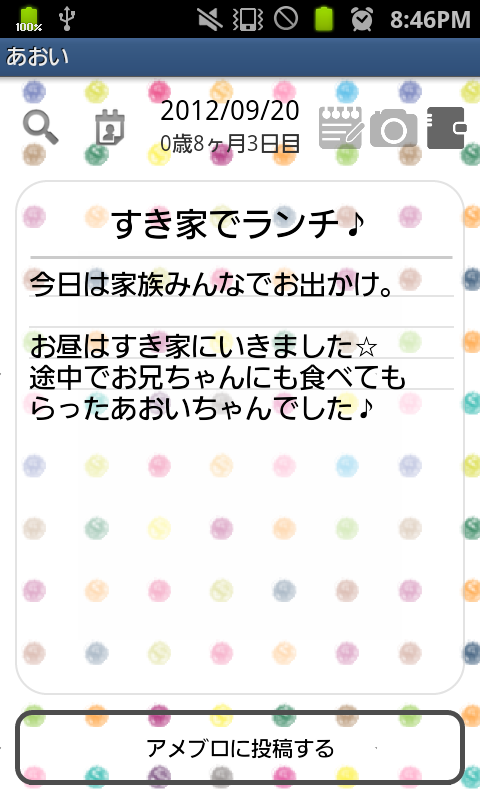 100%
8:46PM
あおい
2012/09/20
0歳8ヶ月3日目
すき家でランチ♪
今日は家族みんなでお出かけ。
お昼はすき家にいきました☆
途中でお兄ちゃんにも食べても
らったあおいちゃんでした♪
アメブロに投稿する